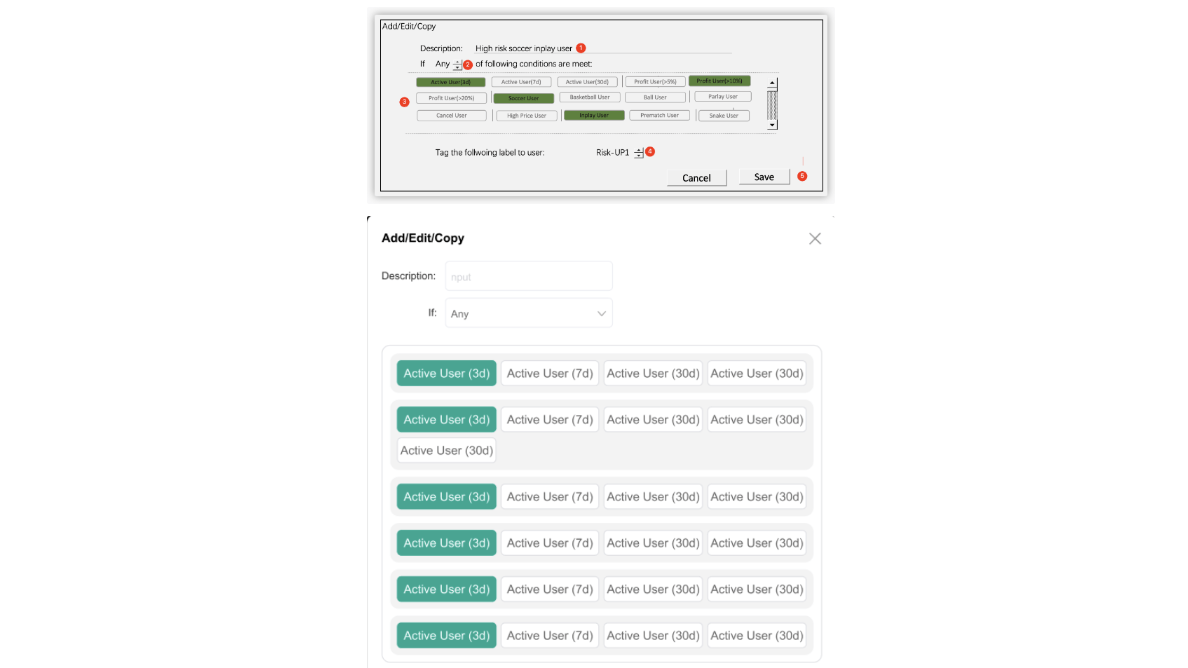 Add/Edit/Copy
Description: High risk soccer inplay user 1
If Any 2 of following conditions are meet:
Active User(3d) Active User(7d) Active User(30d) Profit User(>5%) Profit User(>10%)
3 Profit User(>20%) Soccer User Basketball User Ball User Parlay User
Cancel User High Price User Inplay User Prematch User Snake User
Tag the follwoing label to user: Risk-UP1 4
Cancel Save 5
Add/Edit/Copy
Description: nput
If: Any
Active User (3d) Active User (7d) Active User (30d) Active User (30d)
Active User (3d) Active User (7d) Active User (30d) Active User (30d)
Active User (30d)
Active User (3d) Active User (7d) Active User (30d) Active User (30d)
Active User (3d) Active User (7d) Active User (30d) Active User (30d)
Active User (3d) Active User (7d) Active User (30d) Active User (30d)
Active User (3d) Active User (7d) Active User (30d) Active User (30d)